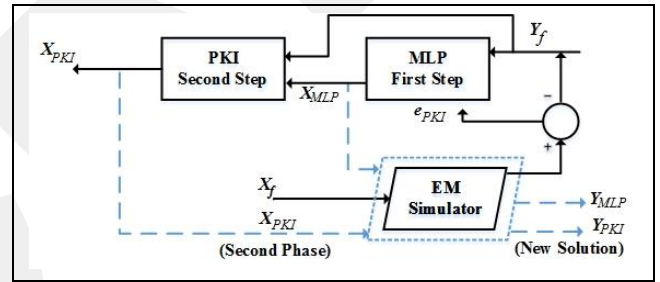 X_PKI
PKI
Second Step
X_MLP
MLP
First Step
Y_f
e_PKI
−
+
X_f
X_PKI
EM
Simulator
Y_MLP
Y_PKI
(Second Phase)
(New Solution)